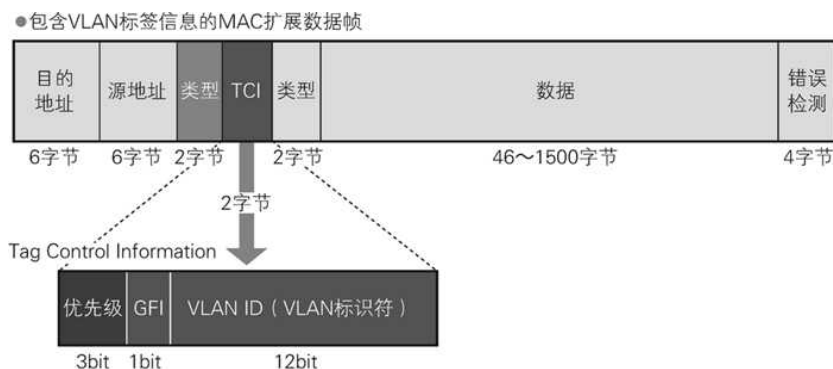 ●包含VLAN标签信息的MAC扩展数据帧
目的
地址
源地址
类型
TCI
类型
数据
错误
检测
6字节
6字节
2字节
2字节
46～1500字节
4字节
2字节
Tag Control Information
优先级
GFI
VLAN ID（VLAN标识符）
3bit
1bit
12bit